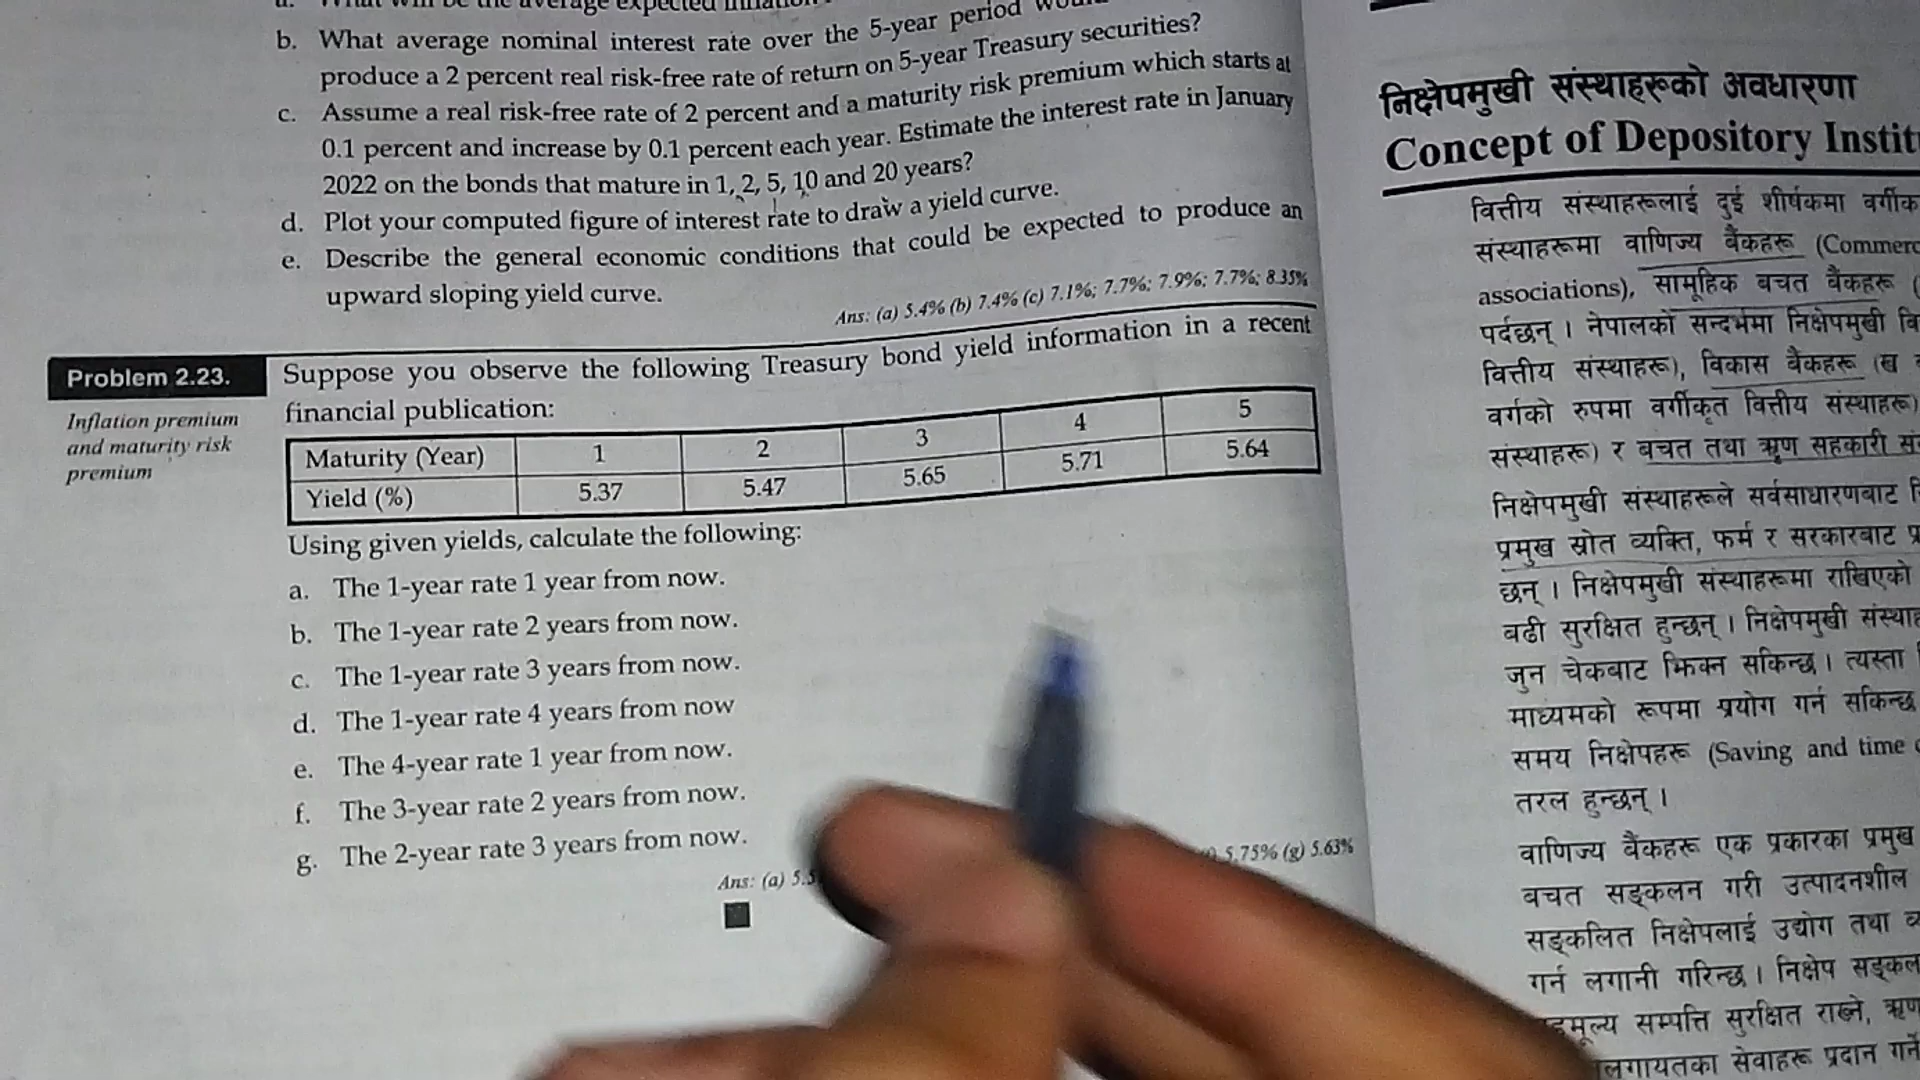 b. What average nominal interest rate over the 5-year period
produce a 2 percent real risk-free rate of return on 5-year Treasury securities?
c. Assume a real risk-free rate of 2 percent and a maturity risk premium which starts at
0.1 percent and increase by 0.1 percent each year. Estimate the interest rate in January
2022 on the bonds that mature in 1, 2, 5, 10 and 20 years?
d. Plot your computed figure of interest rate to draw a yield curve.
e. Describe the general economic conditions that could be expected to produce an
upward sloping yield curve.
Ans: (a) 5.4% (b) 7.4% (c) 7.1%; 7.7%; 7.9%; 7.7%; 8.35%
Problem 2.23.
Inflation premium
and maturity risk
premium
Suppose you observe the following Treasury bond yield information in a recent
financial publication:
Maturity (Year) 1 2 3 4 5
Yield (%) 5.37 5.47 5.65 5.71 5.64
Using given yields, calculate the following:
a. The 1-year rate 1 year from now.
b. The 1-year rate 2 years from now.
c. The 1-year rate 3 years from now.
d. The 1-year rate 4 years from now
e. The 4-year rate 1 year from now.
f. The 3-year rate 2 years from now.
g. The 2-year rate 3 years from now.
Ans: (a) 5.75% (g) 5.63%
निक्षेपमुखी संस्थाहरूको अवधारणा
Concept of Depository
वित्तीय संस्थाहरूलाई दुई शीर्षकमा
संस्थाहरूमा वाणिज्य बैंकहरू
associations), सामूहिक बचत बैंकहरू
पर्दछन् । नेपालको सन्दर्भमा निक्षेपमुखी
वित्तीय संस्थाहरू), विकास बैंकहरू (ख
वर्गको रुपमा वर्गीकृत वित्तीय संस्थाहरू)
संस्थाहरू) र बचत तथा ऋण सहकारी
निक्षेपमुखी संस्थाहरूले सर्वसाधारणबाट
प्रमुख स्रोत व्यक्ति, फर्म र सरकारबाट
छन् । निक्षेपमुखी संस्थाहरूमा राखिएको
बढी सुरक्षित हुन्छन् । निक्षेपमुखी
जुन चेकबाट झिक्न सकिन्छ । त्यस्ता
माध्यमको रूपमा प्रयोग गर्न सकिन्छ
समय निक्षेपहरू (Saving and time
तरल हुन्छन् ।
वाणिज्य बैंकहरू एक प्रकारका प्रमुख
बचत सङ्कलन गरी उत्पादनशील
सङ्कलित निक्षेपलाई उद्योग तथा
गर्न लगानी गरिन्छ । निक्षेप
सम्पत्ति सुरक्षित राख्ने,
लगायतका सेवाहरू प्रदान गर्ने